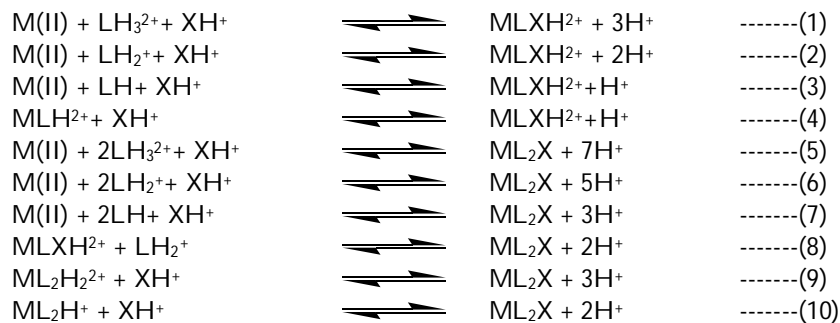 M(II) + LH₃²⁺+ XH⁺ ⇌ MLXH²⁺ + 3H⁺ -------(1)
M(II) + LH₂⁺+ XH⁺ ⇌ MLXH²⁺ + 2H⁺ -------(2)
M(II) + LH+ XH⁺ ⇌ MLXH²⁺+H⁺ -------(3)
MLH²⁺+ XH⁺ ⇌ MLXH²⁺+H⁺ -------(4)
M(II) + 2LH₃²⁺+ XH⁺ ⇌ ML₂X + 7H⁺ -------(5)
M(II) + 2LH₂⁺+ XH⁺ ⇌ ML₂X + 5H⁺ -------(6)
M(II) + 2LH+ XH⁺ ⇌ ML₂X + 3H⁺ -------(7)
MLXH²⁺ + LH₂⁺ ⇌ ML₂X + 2H⁺ -------(8)
ML₂H₂²⁺ + XH⁺ ⇌ ML₂X + 3H⁺ -------(9)
ML₂H⁺ + XH⁺ ⇌ ML₂X + 2H⁺ -------(10)